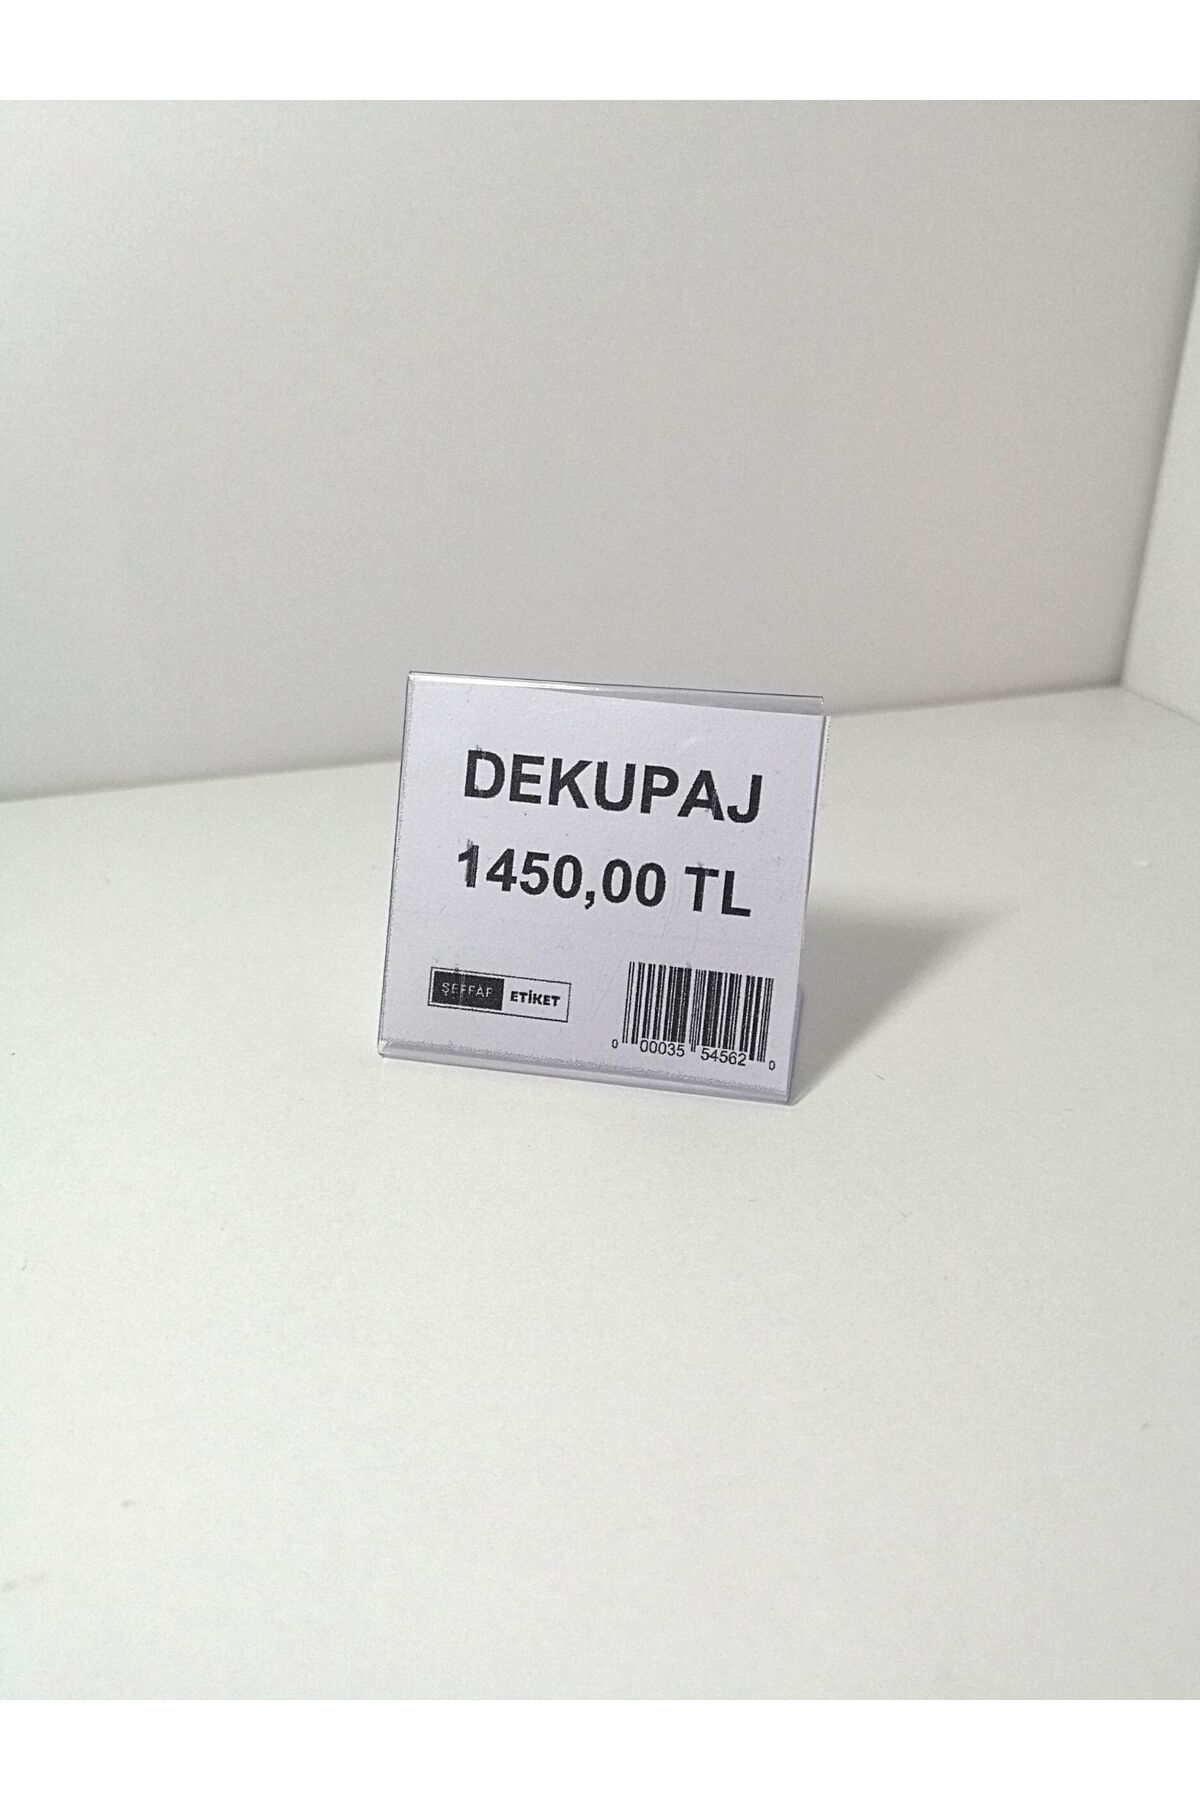 DEKUPAJ
1450,00 TL
ŞEFFAF ETİKET
0 00035 54562 0